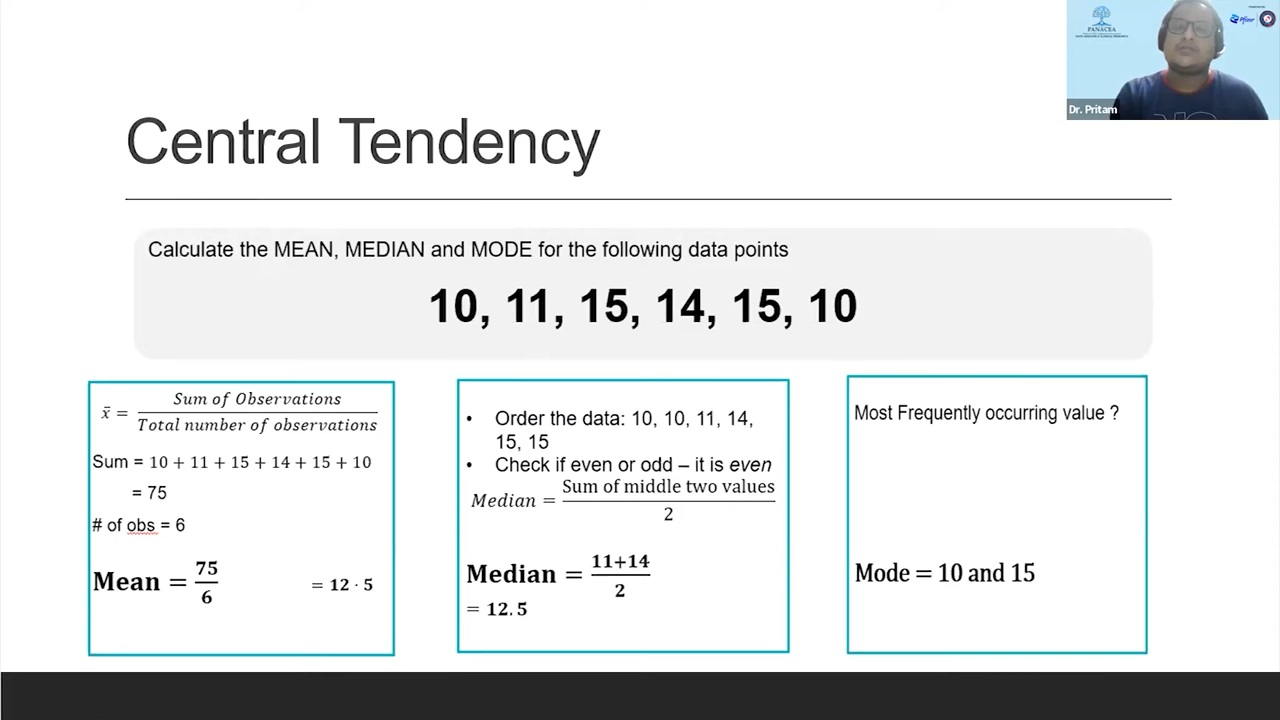 PANACEA
Pfizer
Dr. Pritam
Central Tendency
Calculate the MEAN, MEDIAN and MODE for the following data points
10, 11, 15, 14, 15, 10
x̄ = Sum of Observations / Total number of observations
Sum = 10 + 11 + 15 + 14 + 15 + 10
= 75
# of obs = 6
Mean = 75/6 = 12 · 5
• Order the data: 10, 10, 11, 14,
15, 15
• Check if even or odd – it is even
Median = Sum of middle two values / 2
Median = 11+14 / 2
= 12.5
Most Frequently occurring value ?
Mode = 10 and 15